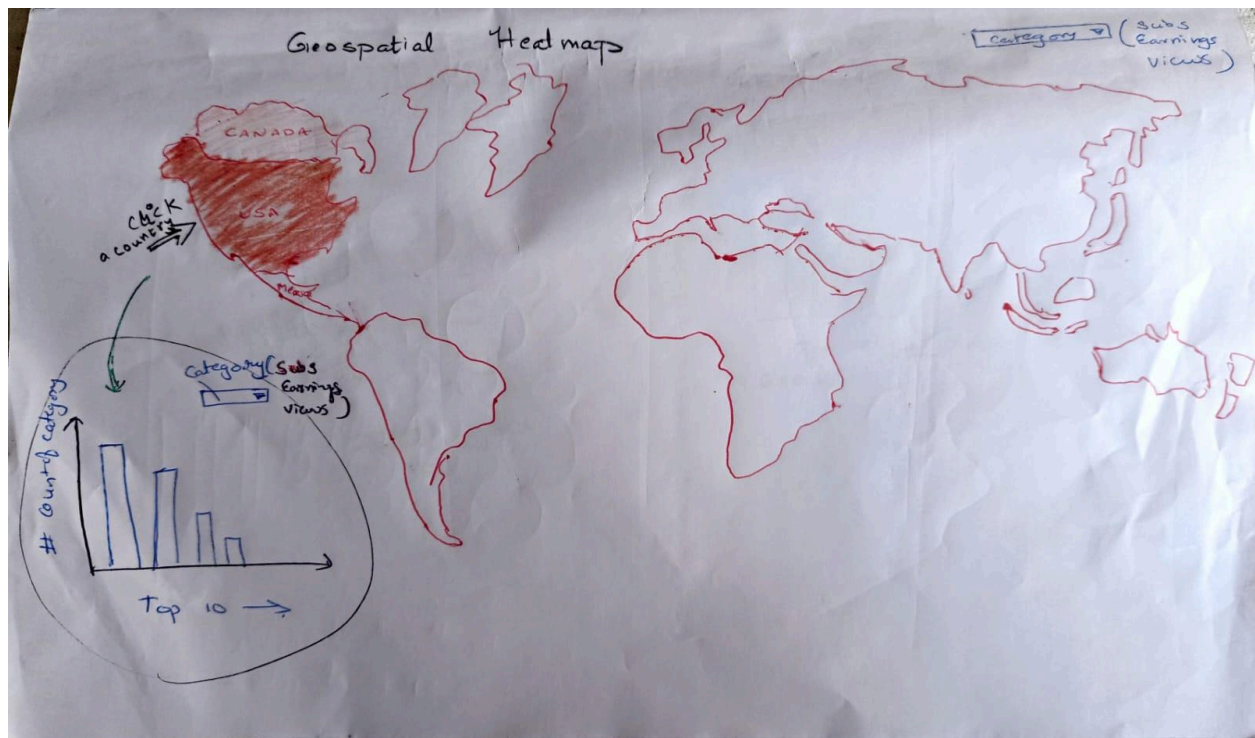 Geospatial Heatmap
Category (Subs
Earnings
views)
CANADA
USA
Click
a country
Mexico
Category (Subs
Earnings
views)
# count of category
Top 10